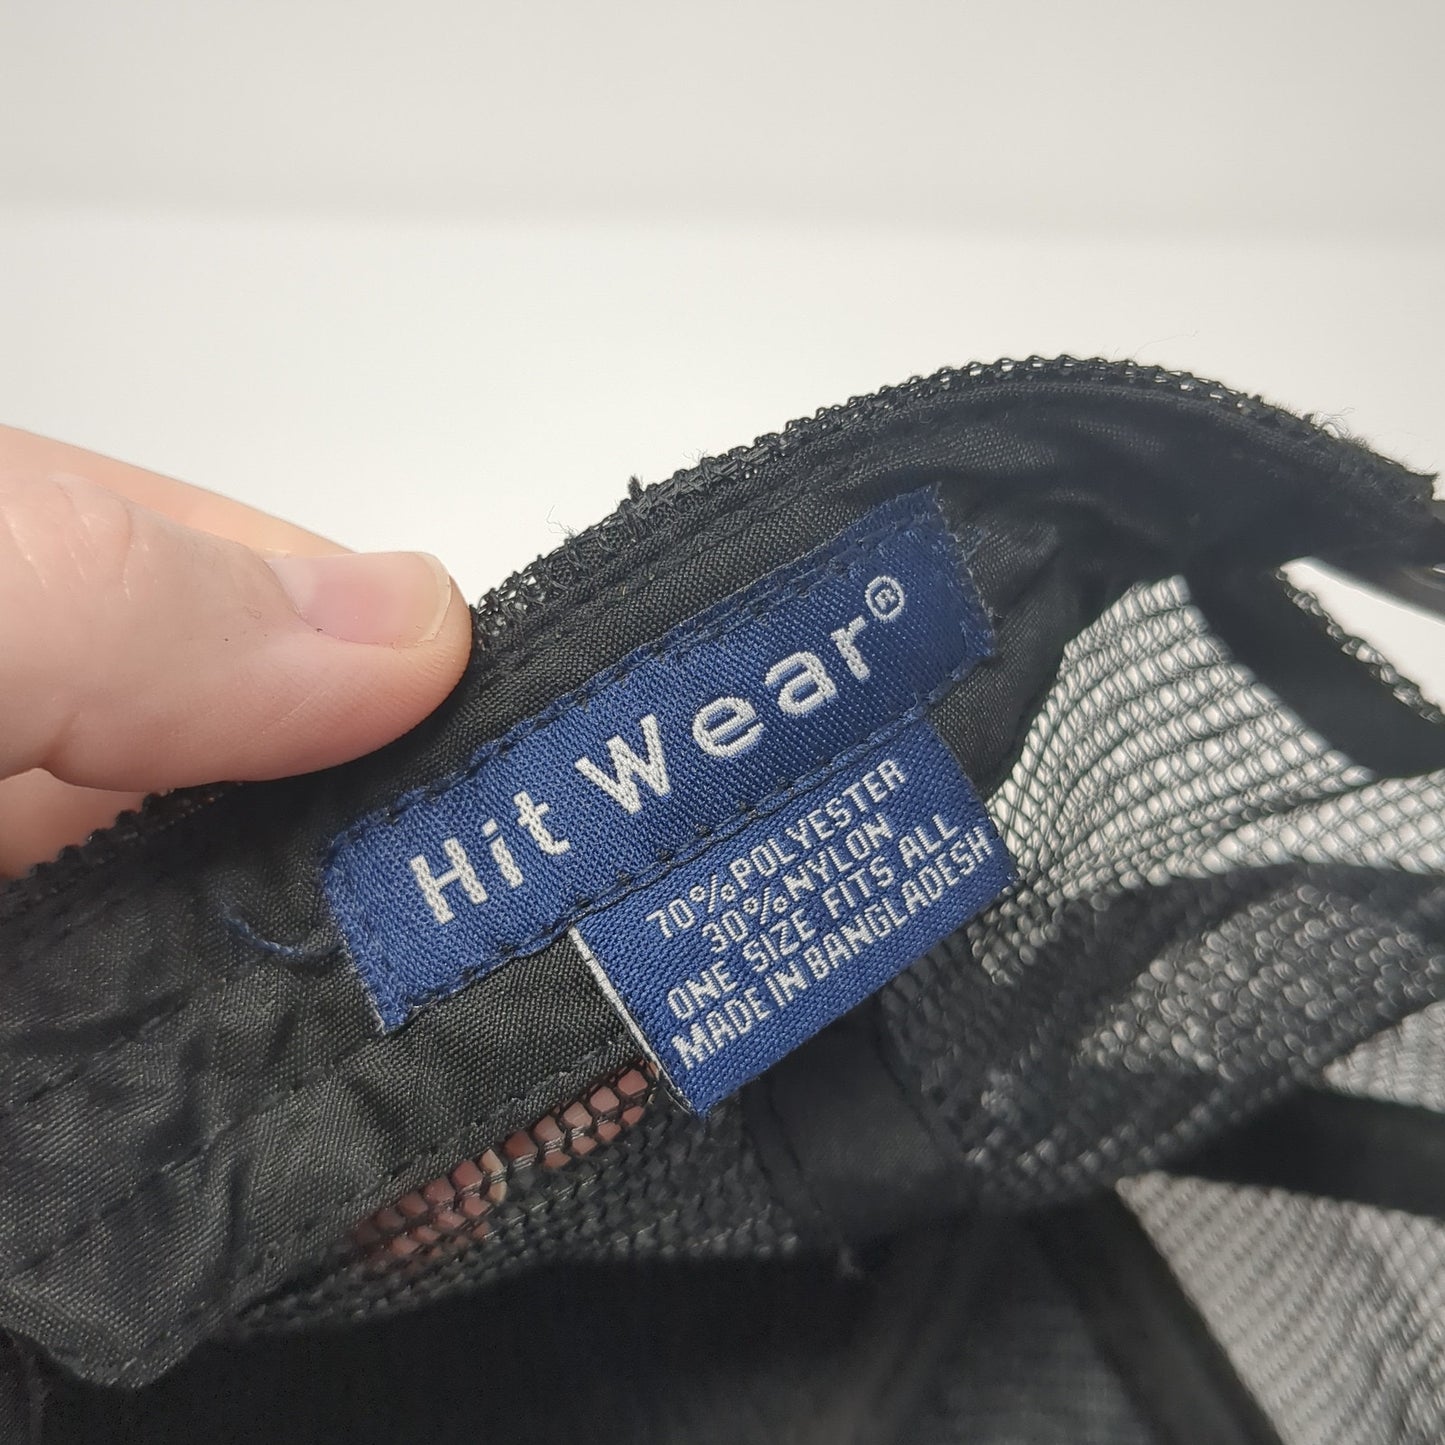 Hit Wear®
70% POLYESTER
30% NYLON
ONE SIZE FITS ALL
MADE IN BANGLADESH